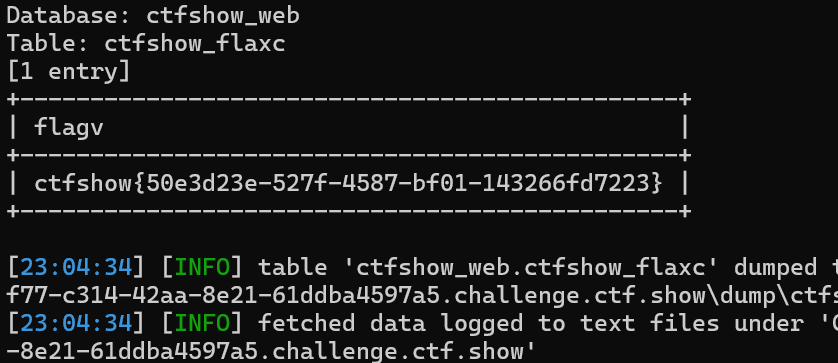 Database: ctfshow_web
Table: ctfshow_flaxc
[1 entry]
+-----------------------------------------------+
| flagv                                         |
+-----------------------------------------------+
| ctfshow{50e3d23e-527f-4587-bf01-143266fd7223} |
+-----------------------------------------------+
[23:04:34] [INFO] table 'ctfshow_web.ctfshow_flaxc' dumped
f77-c314-42aa-8e21-61ddba4597a5.challenge.ctf.show\dump\ctfs
[23:04:34] [INFO] fetched data logged to text files under '
-8e21-61ddba4597a5.challenge.ctf.show'